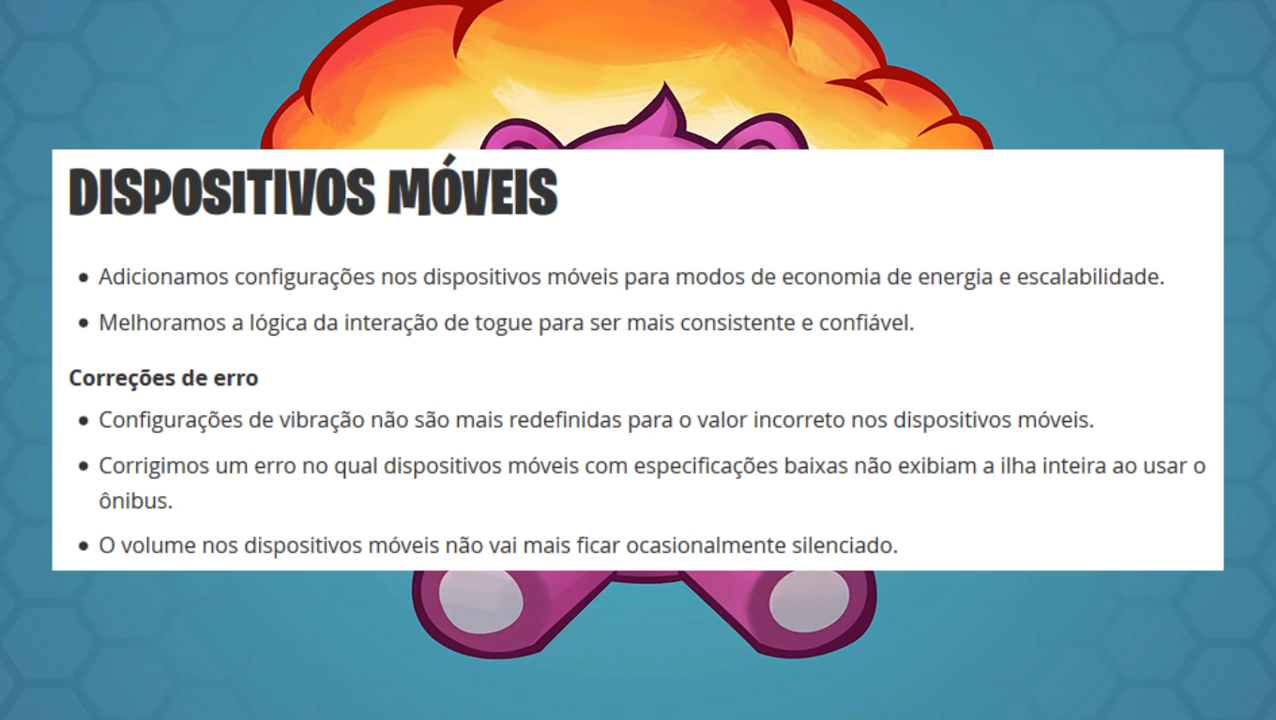 DISPOSITIVOS MÓVEIS
• Adicionamos configurações nos dispositivos móveis para modos de economia de energia e escalabilidade.
• Melhoramos a lógica da interação de togue para ser mais consistente e confiável.
Correções de erro
• Configurações de vibração não são mais redefinidas para o valor incorreto nos dispositivos móveis.
• Corrigimos um erro no qual dispositivos móveis com especificações baixas não exibiam a ilha inteira ao usar o
ônibus.
• O volume nos dispositivos móveis não vai mais ficar ocasionalmente silenciado.